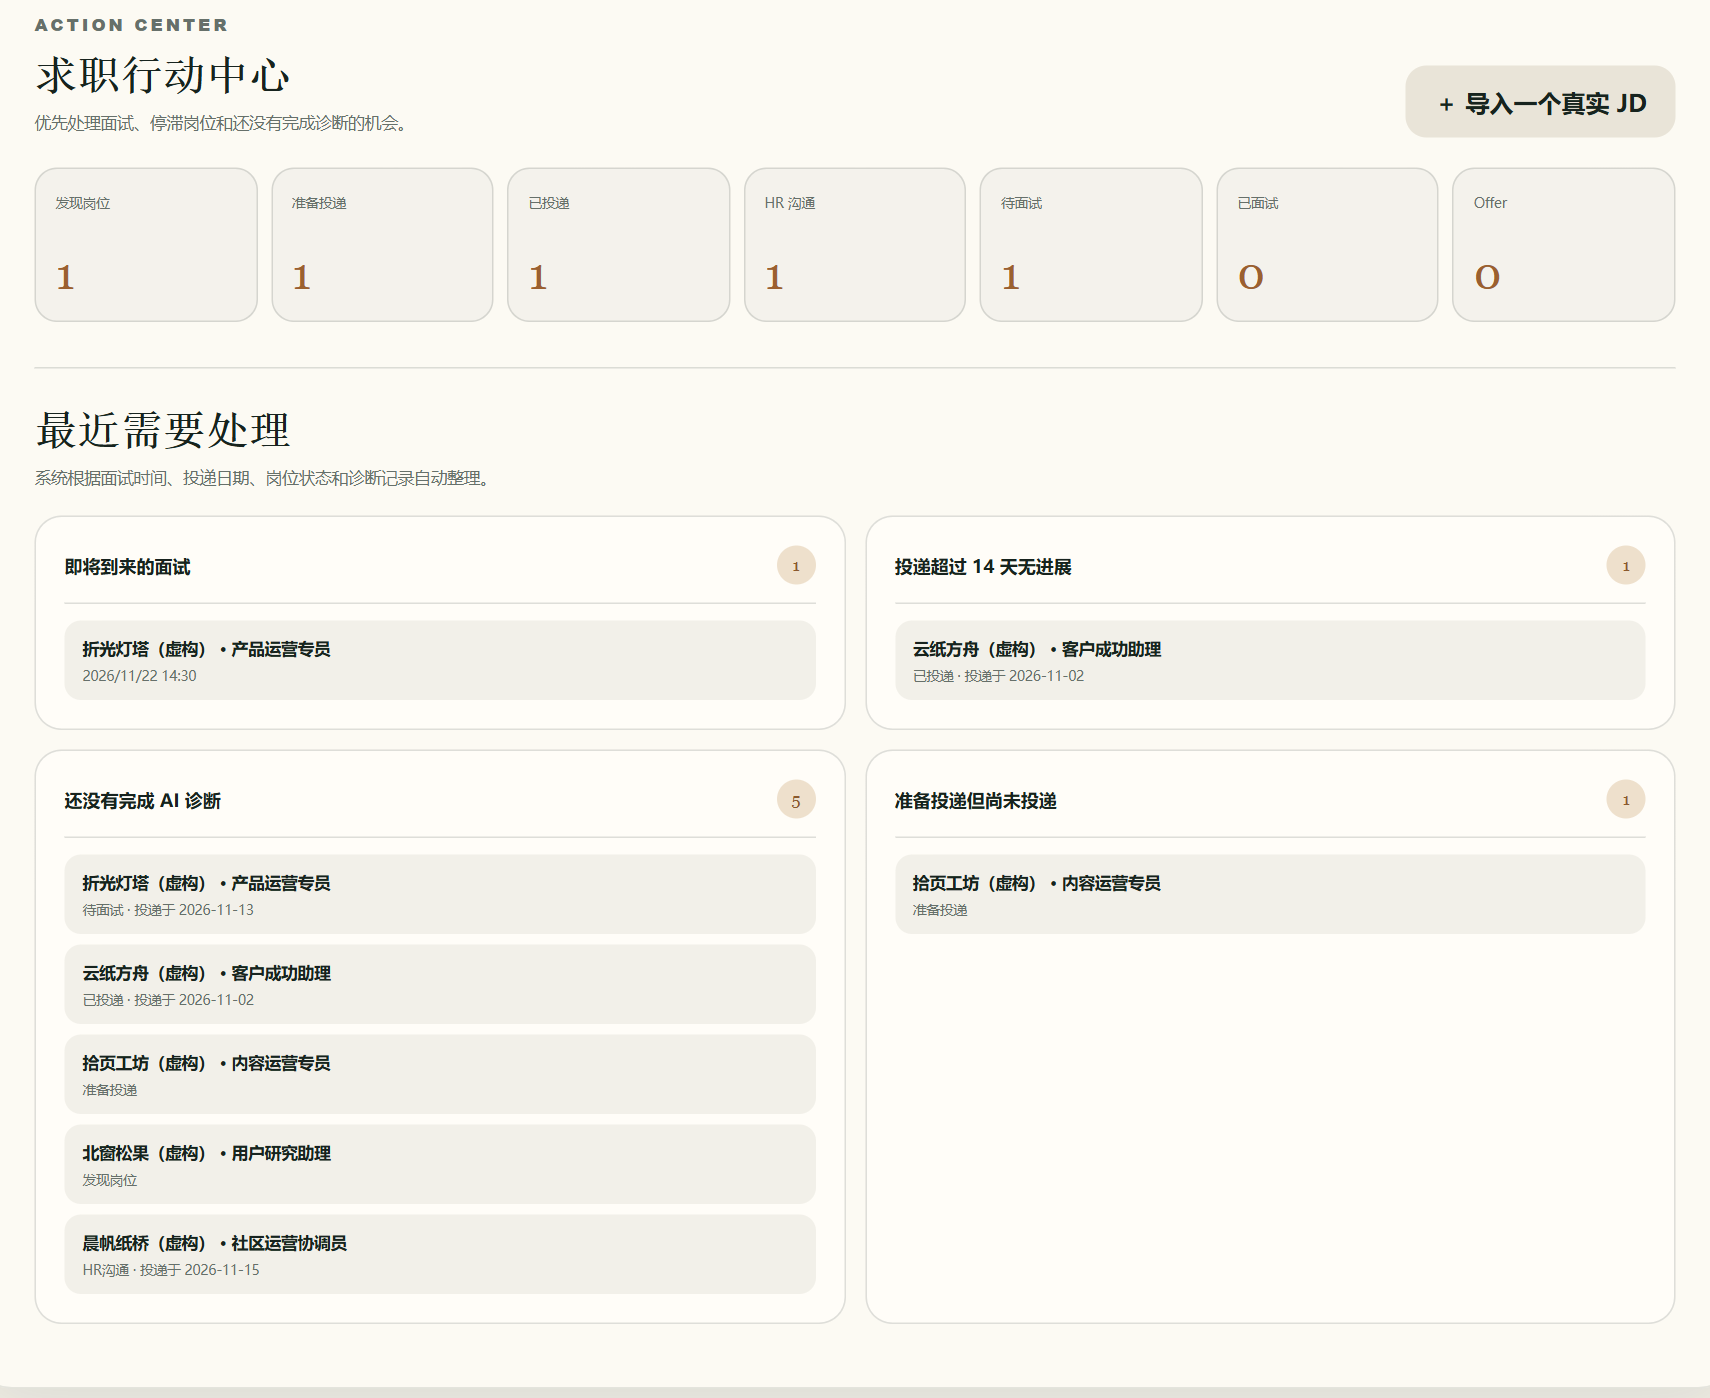 ACTION CENTER
求职行动中心
优先处理面试、停滞岗位和还没有完成诊断的机会。
+ 导入一个真实 JD
发现岗位
1
准备投递
1
已投递
1
HR 沟通
1
待面试
1
已面试
0
Offer
0
最近需要处理
系统根据面试时间、投递日期、岗位状态和诊断记录自动整理。
即将到来的面试
1
折光灯塔（虚构） • 产品运营专员
2026/11/22 14:30
投递超过 14 天无进展
1
云纸方舟（虚构） • 客户成功助理
已投递 · 投递于 2026-11-02
还没有完成 AI 诊断
5
折光灯塔（虚构） • 产品运营专员
待面试 · 投递于 2026-11-13
云纸方舟（虚构） • 客户成功助理
已投递 · 投递于 2026-11-02
拾页工坊（虚构） • 内容运营专员
准备投递
北窗松果（虚构） • 用户研究助理
发现岗位
晨帆纸桥（虚构） • 社区运营协调员
HR沟通 · 投递于 2026-11-15
准备投递但尚未投递
1
拾页工坊（虚构） • 内容运营专员
准备投递